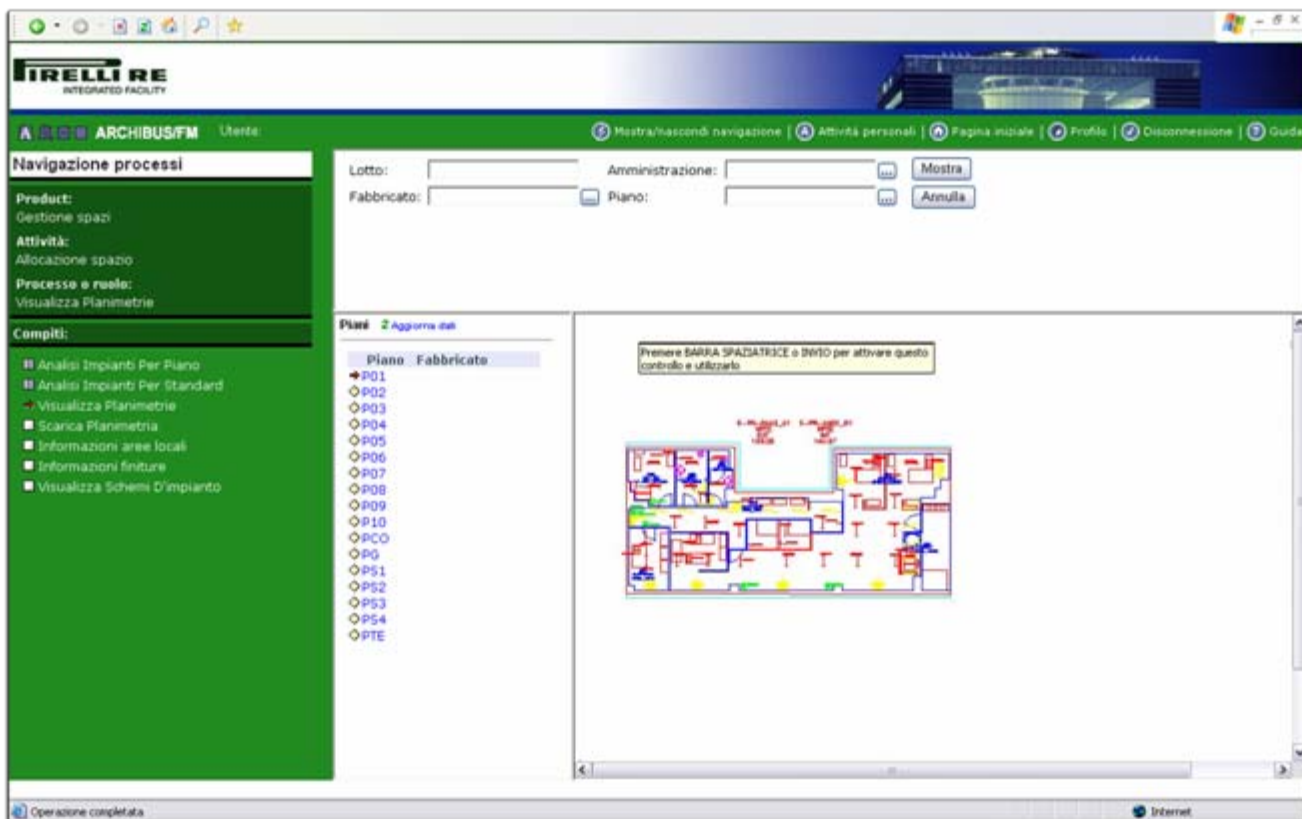 PIRELLI RE
INTEGRATED FACILITY
ARCHIBUS/FM Utente:
Mostra/nascondi navigazione | Attività personali | Pagina iniziale | Profilo | Disconnessione | Guida
Navigazione processi
Product:
Gestione spazi
Attività:
Allocazione spazio
Processo o ruolo:
Visualizza Planimetrie
Compiti:
Analisi Impianti Per Piano
Analisi Impianti Per Standard
Visualizza Planimetrie
Scarica Planimetria
Informazioni aree locali
Informazioni finiture
Visualizza Schemi D'impianto
Lotto: Amministrazione: ... Mostra
Fabbricato: ... Piano: ... Annulla
Piani Aggiorna dati
Piano Fabbricato
P01
P02
P03
P04
P05
P06
P07
P08
P09
P10
PCO
PG
PS1
PS2
PS3
PS4
PTE
Premere BARRA SPAZIATRICE o INVIO per attivare questo
controllo e utilizzarlo
Operazione completata Internet